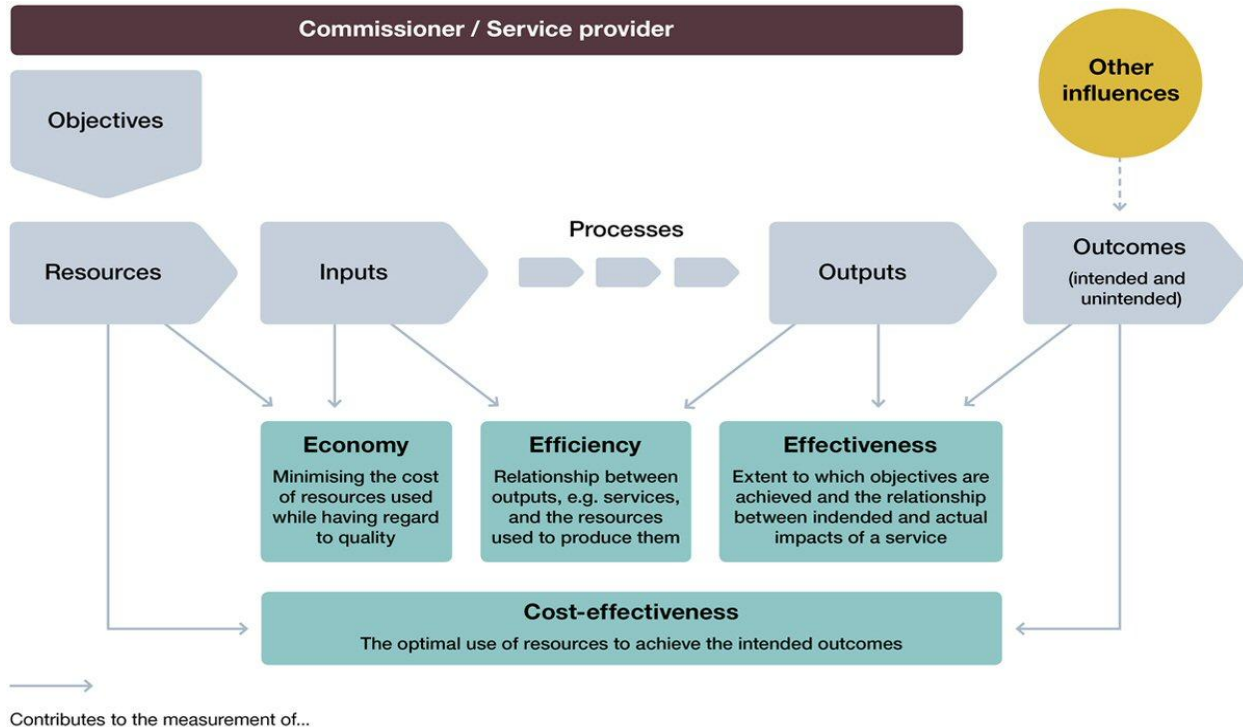 Commissioner / Service provider
Other
influences
Objectives
Resources
Inputs
Processes
Outputs
Outcomes
(intended and
unintended)
Economy
Minimising the cost
of resources used
while having regard
to quality
Efficiency
Relationship between
outputs, e.g. services,
and the resources
used to produce them
Effectiveness
Extent to which objectives are
achieved and the relationship
between indended and actual
impacts of a service
Cost-effectiveness
The optimal use of resources to achieve the intended outcomes
Contributes to the measurement of...